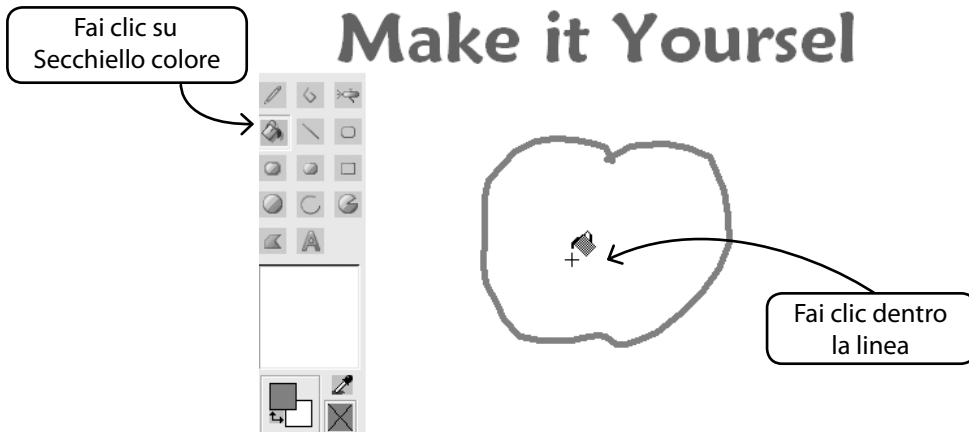 Fai clic su
Secchiello colore
Make it Yoursel
Fai clic dentro
la linea